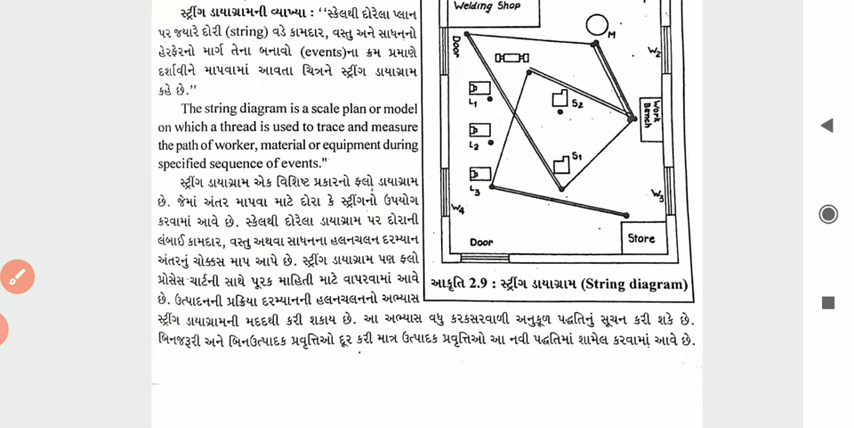 સ્ટ્રીંગ ડાયાગ્રામની વ્યાખ્યા : "સ્કેલથી દોરેલા પ્લાન
પર જ્યારે દોરી (string) વડે કામદાર, વસ્તુ અને સાધનનો
હેરફેરનો માર્ગ તેના બનાવો (events)ના ક્રમ પ્રમાણે
દર્શાવીને માપવામાં આવતા ચિત્રને સ્ટ્રીંગ ડાયાગ્રામ
કહે છે."
The string diagram is a scale plan or model
on which a thread is used to trace and measure
the path of worker, material or equipment during
specified sequence of events."
સ્ટ્રીંગ ડાયાગ્રામ એક વિશિષ્ટ પ્રકારનો ફ્લો ડાયાગ્રામ
છે. જેમાં અંતર માપવા માટે દોરા કે સ્ટ્રીંગનો ઉપયોગ
કરવામાં આવે છે. સ્કેલથી દોરેલા ડાયાગ્રામ પર દોરાની
લંબાઈ કામદાર, વસ્તુ અથવા સાધનના હલનચલન દરમ્યાન
અંતરનું ચોક્કસ માપ આપે છે. સ્ટ્રીંગ ડાયાગ્રામ પણ ફ્લો
પ્રોસેસ ચાર્ટની સાથે પૂરક માહિતી માટે વાપરવામાં આવે
છે. ઉત્પાદનની પ્રક્રિયા દરમ્યાનની હલનચલનનો અભ્યાસ
સ્ટ્રીંગ ડાયાગ્રામની મદદથી કરી શકાય છે. આ અભ્યાસ વધુ કરકસરવાળી અનુકૂળ પદ્ધતિનું સૂચન કરી શકે છે.
બિનજરૂરી અને બિનઉત્પાદક પ્રવૃત્તિઓ દૂર કરી માત્ર ઉત્પાદક પ્રવૃત્તિઓ આ નવી પદ્ધતિમાં શામેલ કરવામાં આવે છે.
Welding Shop
M
Door
W2
L1
S2
Work
Bench
L2
S1
L3
W3
W4
Door
Store
આકૃતિ 2.9 : સ્ટ્રીંગ ડાયાગ્રામ (String diagram)